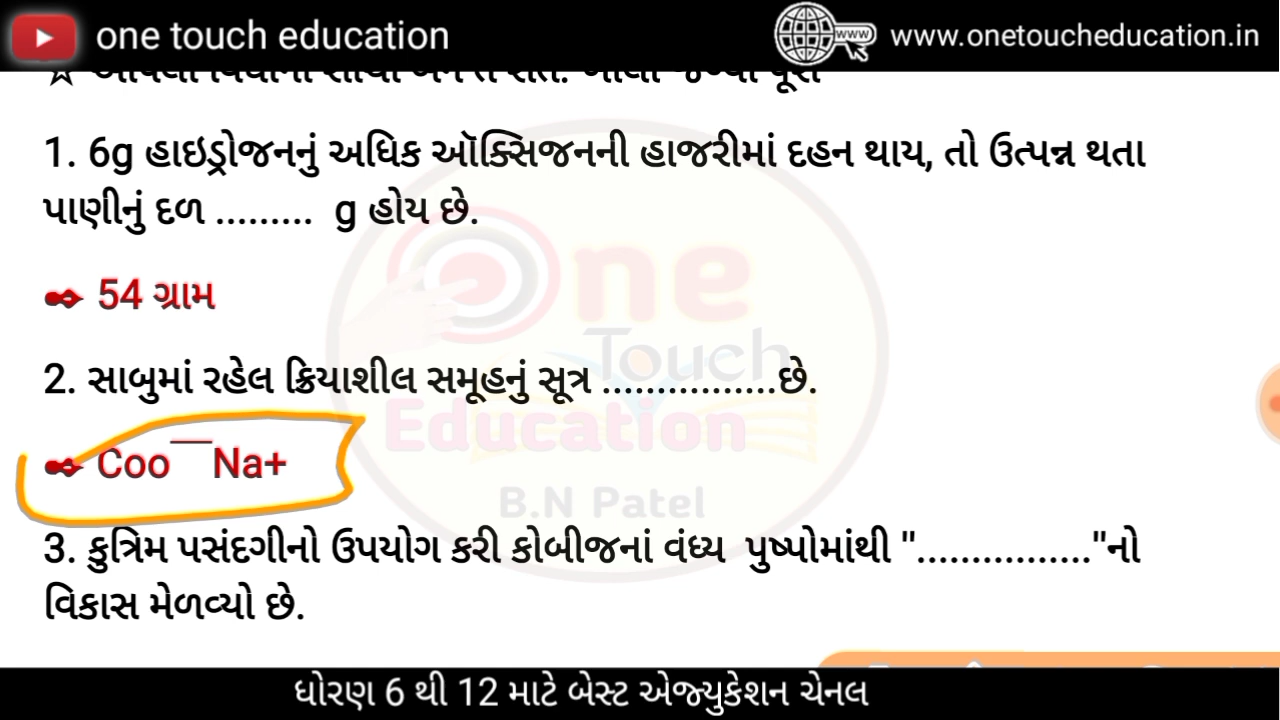 one touch education
www.onetoucheducation.in
1. 6g હાઇડ્રોજનનું અધિક ઑક્સિજનની હાજરીમાં દહન થાય, તો ઉત્પન્ન થતા
પાણીનું દળ ......... g હોય છે.
➻ 54 ગ્રામ
2. સાબુમાં રહેલ ક્રિયાશીલ સમૂહનું સૂત્ર ................છે.
➻ Coo¯¯Na+
3. કુત્રિમ પસંદગીનો ઉપયોગ કરી કોબીજનાં વંધ્ય પુષ્પોમાંથી "................"નો
વિકાસ મેળવ્યો છે.
One
Touch
Education
B.N Patel
ધોરણ 6 થી 12 માટે બેસ્ટ એજ્યુકેશન ચેનલ